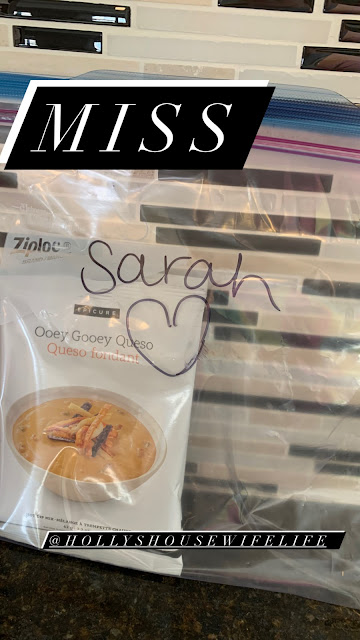 MISS
Ziploc
Sarah
EPICURE
Ooey Gooey Queso
Queso fondant
@HOLLYSHOUSEWIFELIFE